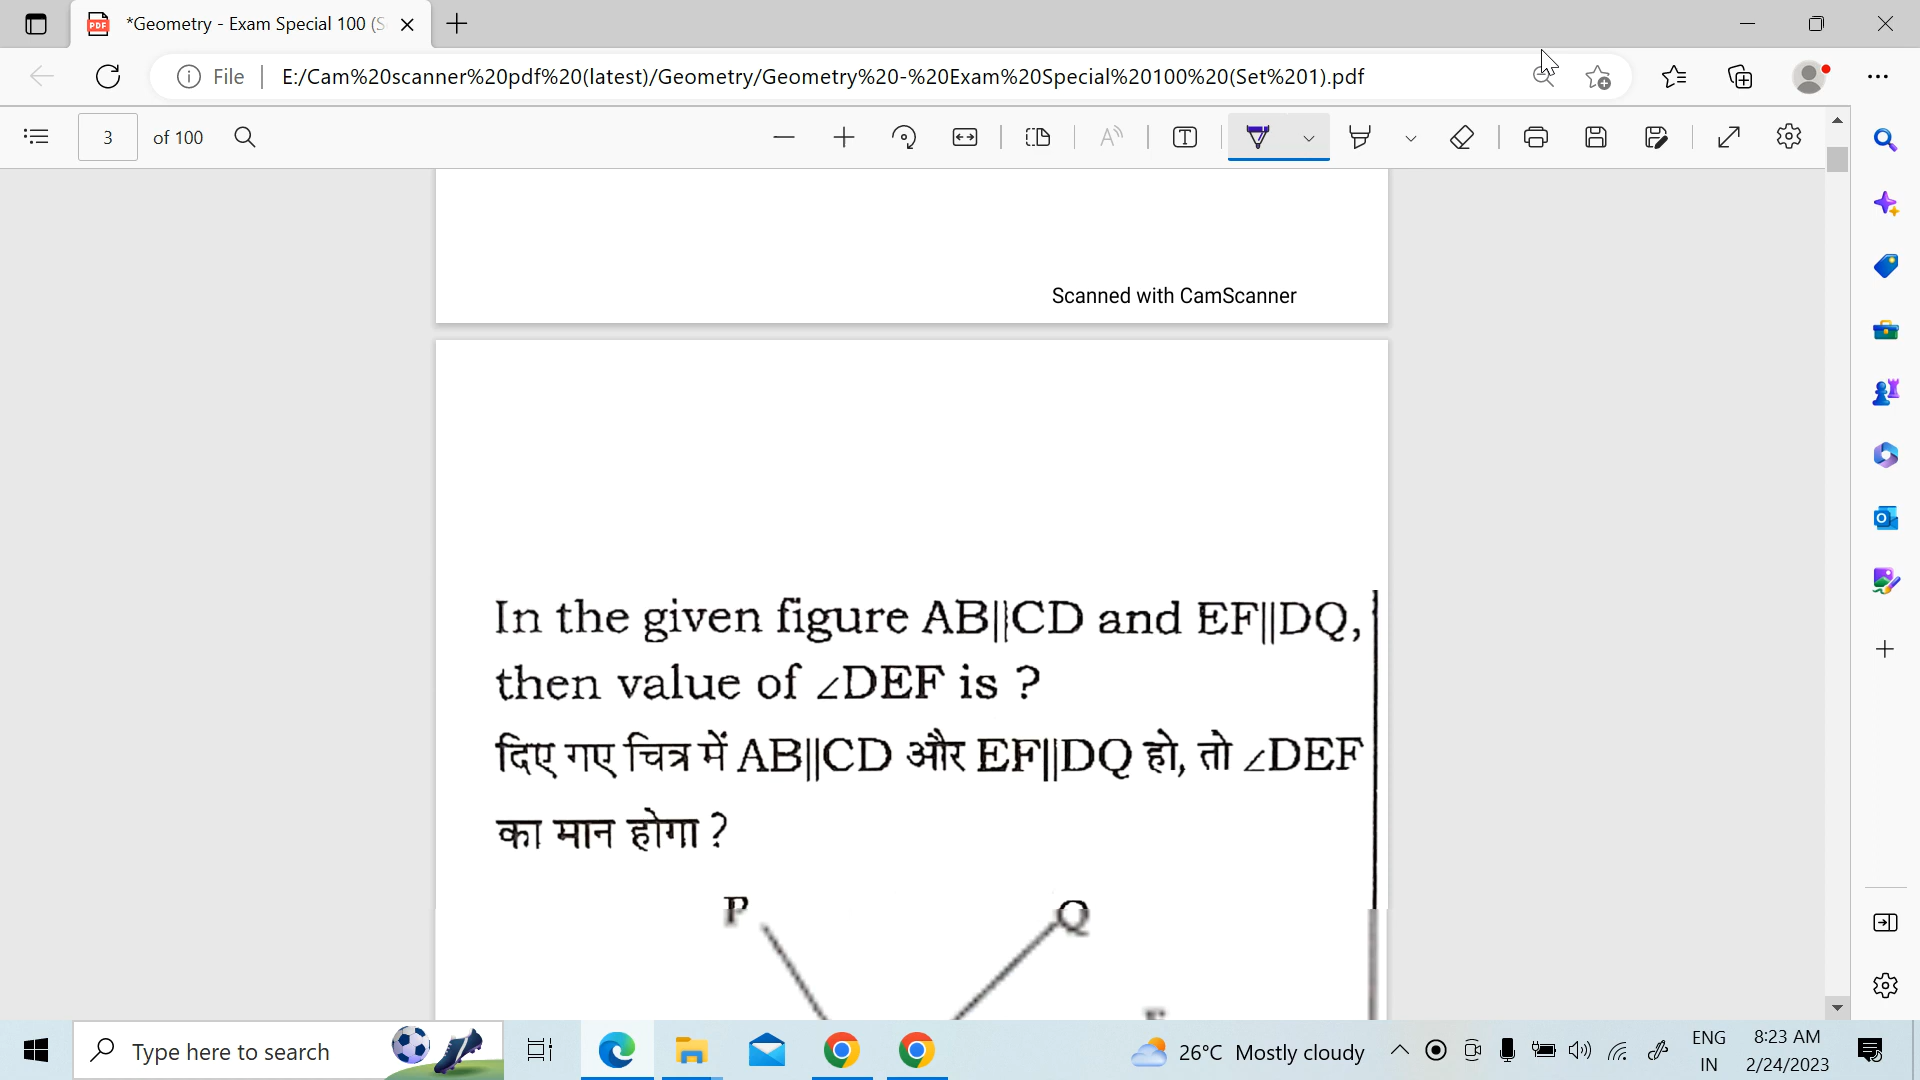 *Geometry - Exam Special 100 (S
File
E:/Cam%20scanner%20pdf%20(latest)/Geometry/Geometry%20-%20Exam%20Special%20100%20(Set%201).pdf
3 of 100
Scanned with CamScanner
In the given figure AB||CD and EF||DQ,
then value of ∠DEF is ?
दिए गए चित्र में AB||CD और EF||DQ हो, तो ∠DEF
का मान होगा ?
P Q
Type here to search
26°C Mostly cloudy
ENG
IN
8:23 AM
2/24/2023